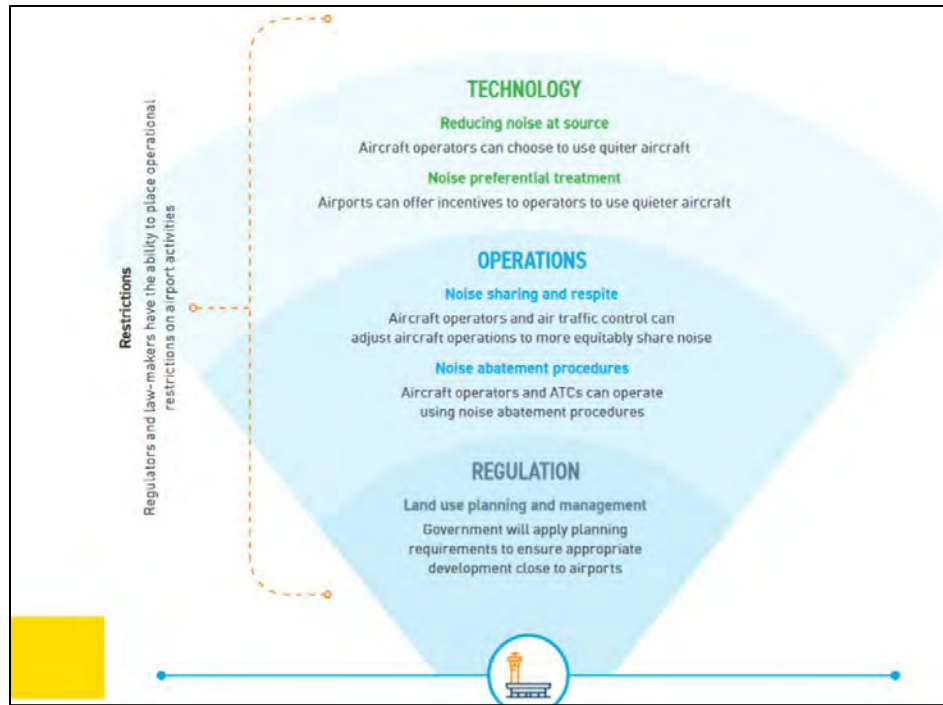 TECHNOLOGY
Reducing noise at source
Aircraft operators can choose to use quiter aircraft
Noise preferential treatment
Airports can offer incentives to operators to use quieter aircraft
OPERATIONS
Noise sharing and respite
Aircraft operators and air traffic control can
adjust aircraft operations to more equitably share noise
Noise abatement procedures
Aircraft operators and ATCs can operate
using noise abatement procedures
REGULATION
Land use planning and management
Government will apply planning
requirements to ensure appropriate
development close to airports
Restrictions
Regulators and law-makers have the ability to place operational
restrictions on airport activities